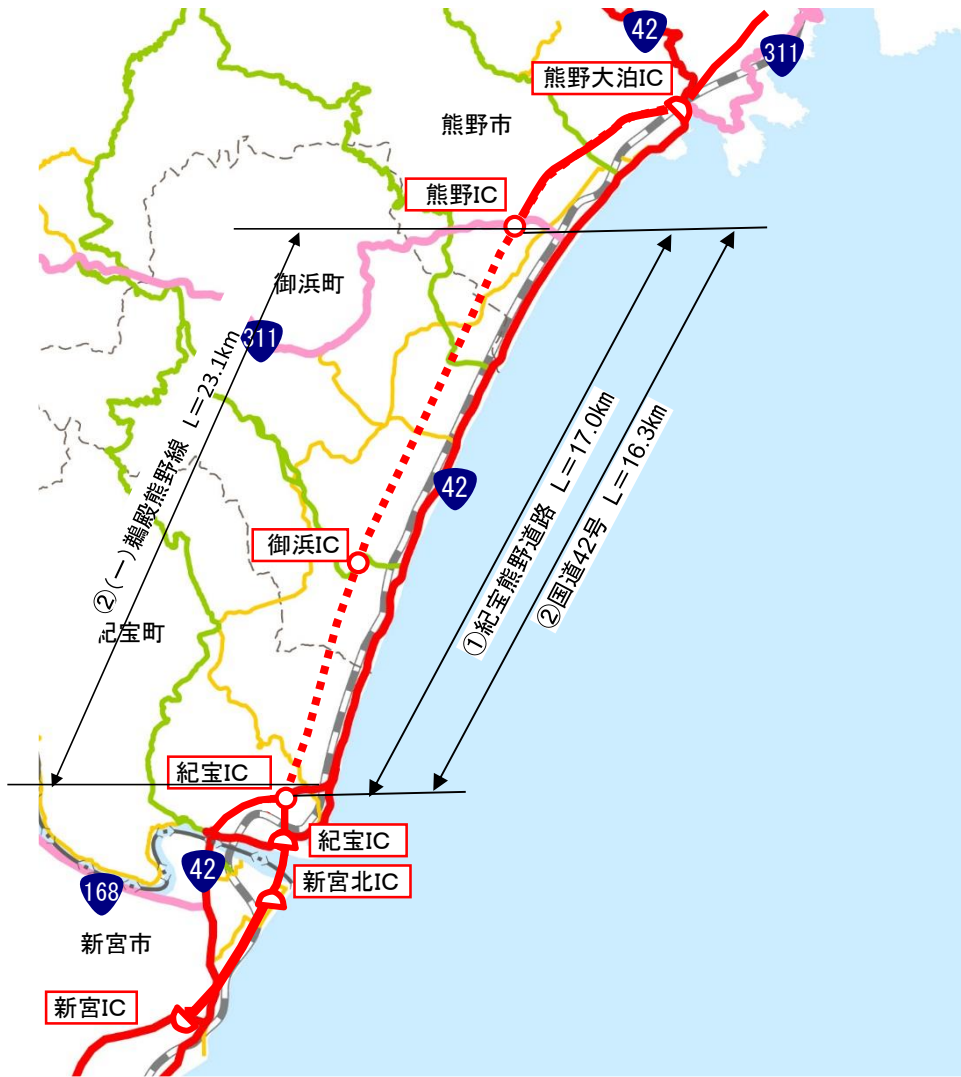 42
311
熊野大泊IC
熊野市
熊野IC
御浜町
311
②(一)鵜殿熊野線 L=23.1km
①紀宝熊野道路 L=17.0km
②国道42号 L=16.3km
42
御浜IC
紀宝町
紀宝IC
紀宝IC
42
新宮北IC
168
新宮市
新宮IC